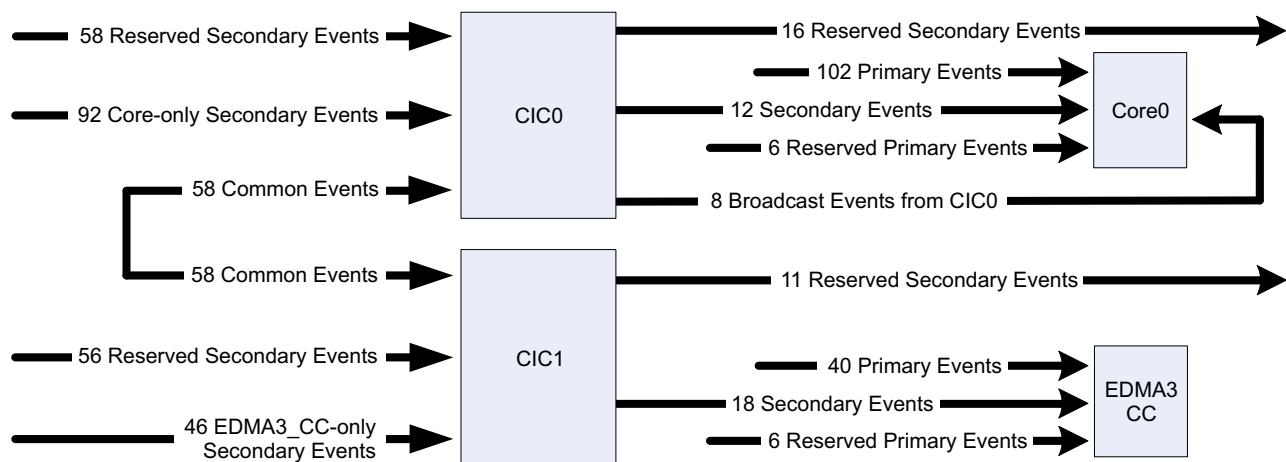 58 Reserved Secondary Events
16 Reserved Secondary Events
102 Primary Events
92 Core-only Secondary Events
CIC0
12 Secondary Events
Core0
6 Reserved Primary Events
58 Common Events
8 Broadcast Events from CIC0
58 Common Events
11 Reserved Secondary Events
56 Reserved Secondary Events
CIC1
40 Primary Events
18 Secondary Events
EDMA3
CC
46 EDMA3_CC-only
Secondary Events
6 Reserved Primary Events